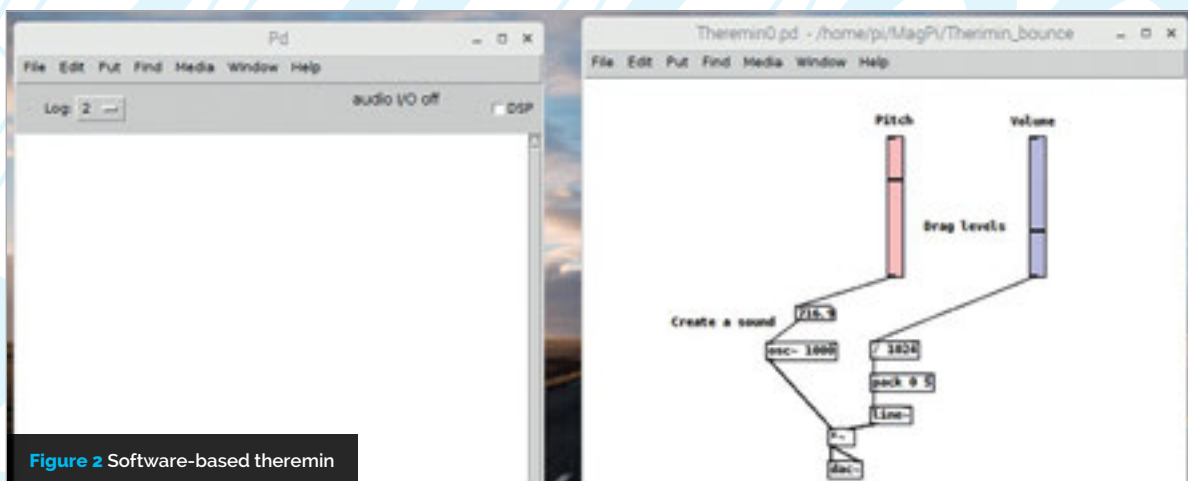 Pd
File Edit Put Find Media Window Help
Log: 2
audio I/O off
DSP
Theremin0.pd - /home/pi/MagPi/Therimin_bounce
File Edit Put Find Media Window Help
Pitch
Volume
Drag levels
Create a sound
osc~ 1000
/ 1024
pack 0 5
line~
*~
dac~
Figure 2 Software-based theremin